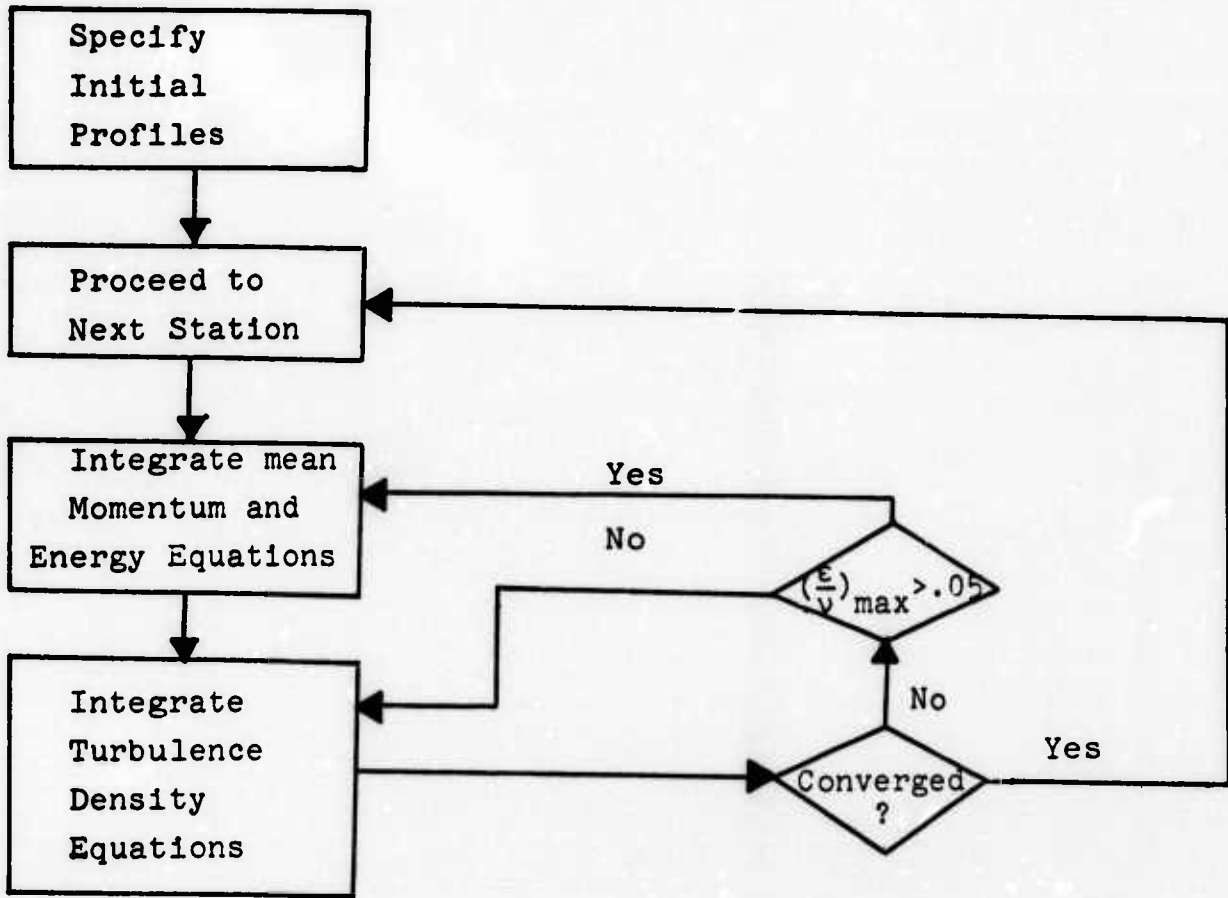 Specify
Initial
Profiles
Proceed to
Next Station
Integrate mean
Momentum and
Energy Equations
Yes
No
(ε/ν)max>.05
Integrate
Turbulence
Density
Equations
No
Converged
?
Yes